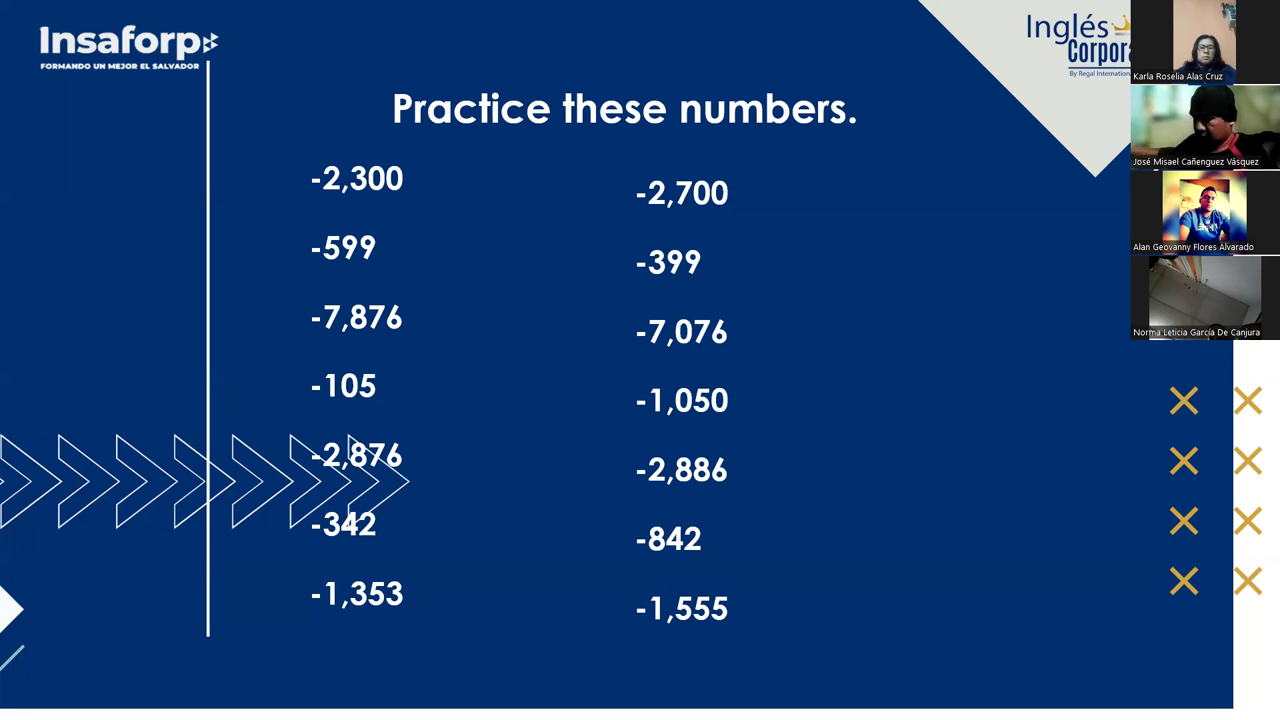 Insaforp
FORMANDO UN MEJOR EL SALVADOR
Inglés
Corpora
By Regal Internation
Practice these numbers.
-2,300
-599
-7,876
-105
-2,876
-342
-1,353
-2,700
-399
-7,076
-1,050
-2,886
-842
-1,555
Karla Roselia Alas Cruz
José Misael Cañenguez Vásquez
Alan Geovanny Flores Alvarado
Norma Leticia García De Canjura